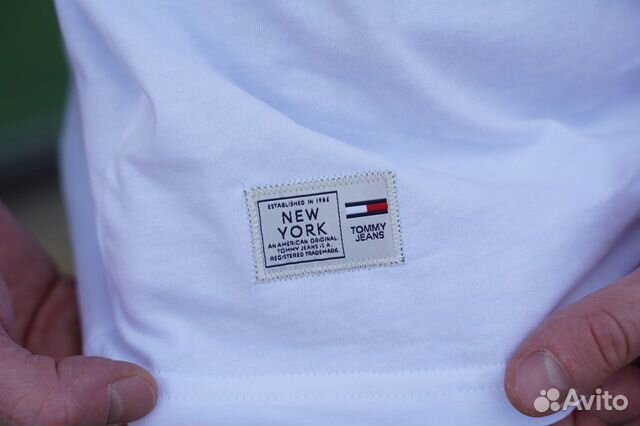 ESTABLISHED IN 1986
NEW
YORK
AN AMERICAN ORIGINAL
TOMMY JEANS IS A
REGISTERED TRADEMARK
TOMMY
JEANS
Avito